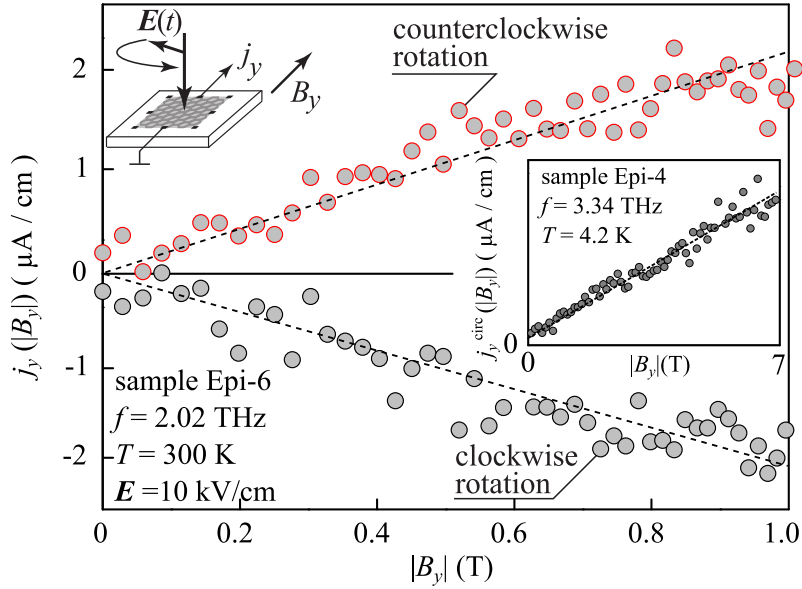 E(t)
j_y
B_y
counterclockwise
rotation
2
1
0
-1
-2
j_y (|B_y|) ( μA / cm)
sample Epi-4
f = 3.34 THz
T = 4.2 K
j_y^circ (|B_y|) ( μA / cm)
0
0
7
|B_y|(T)
sample Epi-6
f = 2.02 THz
T = 300 K
E =10 kV/cm
clockwise
rotation
0
0.2
0.4
0.6
0.8
1.0
|B_y| (T)